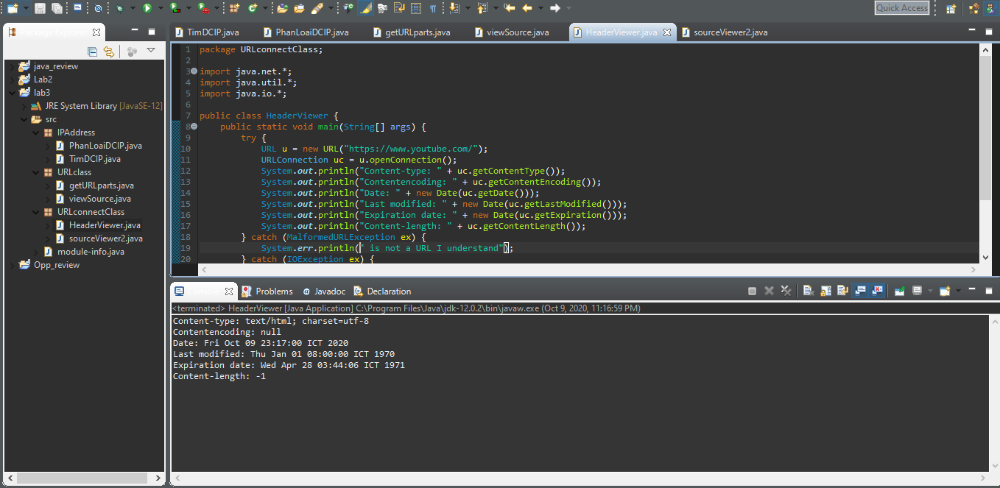 Quick Access
Package Explorer
java_review
Lab2
lab3
JRE System Library [JavaSE-12]
src
IPAddress
PhanLoaiDCIP.java
TimDCIP.java
URLclass
getURLparts.java
viewSource.java
URLconnectClass
HeaderViewer.java
sourceViewer2.java
module-info.java
Opp_review
TimDCIP.java PhanLoaiDCIP.java getURLparts.java viewSource.java HeaderViewer.java sourceViewer2.java
1 package URLconnectClass;
2
3 import java.net.*;
4 import java.util.*;
5 import java.io.*;
6
7 public class HeaderViewer {
8 public static void main(String[] args) {
9 try {
10 URL u = new URL("https://www.youtube.com/");
11 URLConnection uc = u.openConnection();
12 System.out.println("Content-type: " + uc.getContentType());
13 System.out.println("Contentencoding: " + uc.getContentEncoding());
14 System.out.println("Date: " + new Date(uc.getDate()));
15 System.out.println("Last modified: " + new Date(uc.getLastModified()));
16 System.out.println("Expiration date: " + new Date(uc.getExpiration()));
17 System.out.println("Content-length: " + uc.getContentLength());
18 } catch (MalformedURLException ex) {
19 System.err.println(" is not a URL I understand");
20 } catch (IOException ex) {
Console Problems @ Javadoc Declaration
<terminated> HeaderViewer [Java Application] C:\Program Files\Java\jdk-12.0.2\bin\javaw.exe (Oct 9, 2020, 11:16:59 PM)
Content-type: text/html; charset=utf-8
Contentencoding: null
Date: Fri Oct 09 23:17:00 ICT 2020
Last modified: Thu Jan 01 08:00:00 ICT 1970
Expiration date: Wed Apr 28 03:44:06 ICT 1971
Content-length: -1